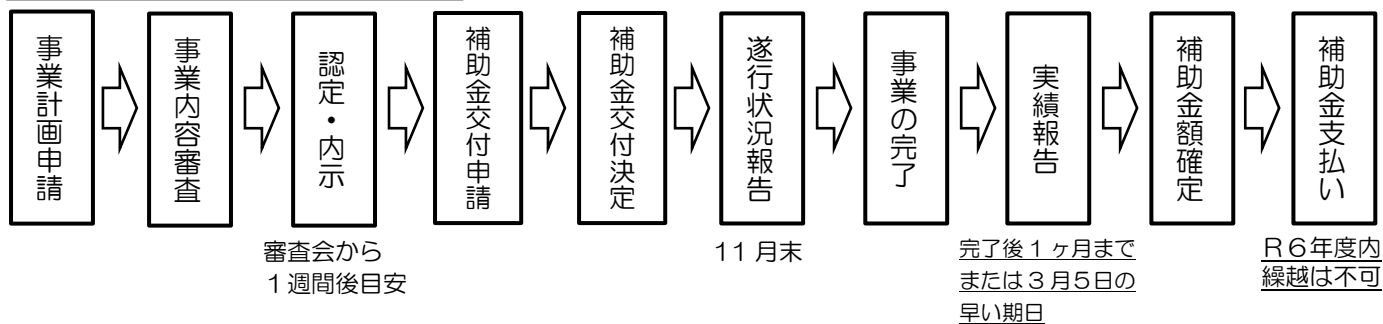 事業計画申請
事業内容審査
認定・内示
補助金交付申請
補助金交付決定
遂行状況報告
事業の完了
実績報告
補助金額確定
補助金支払い
審査会から
１週間後目安
11月末
完了後１ヶ月まで
または３月５日の
早い期日
Ｒ６年度内
繰越は不可